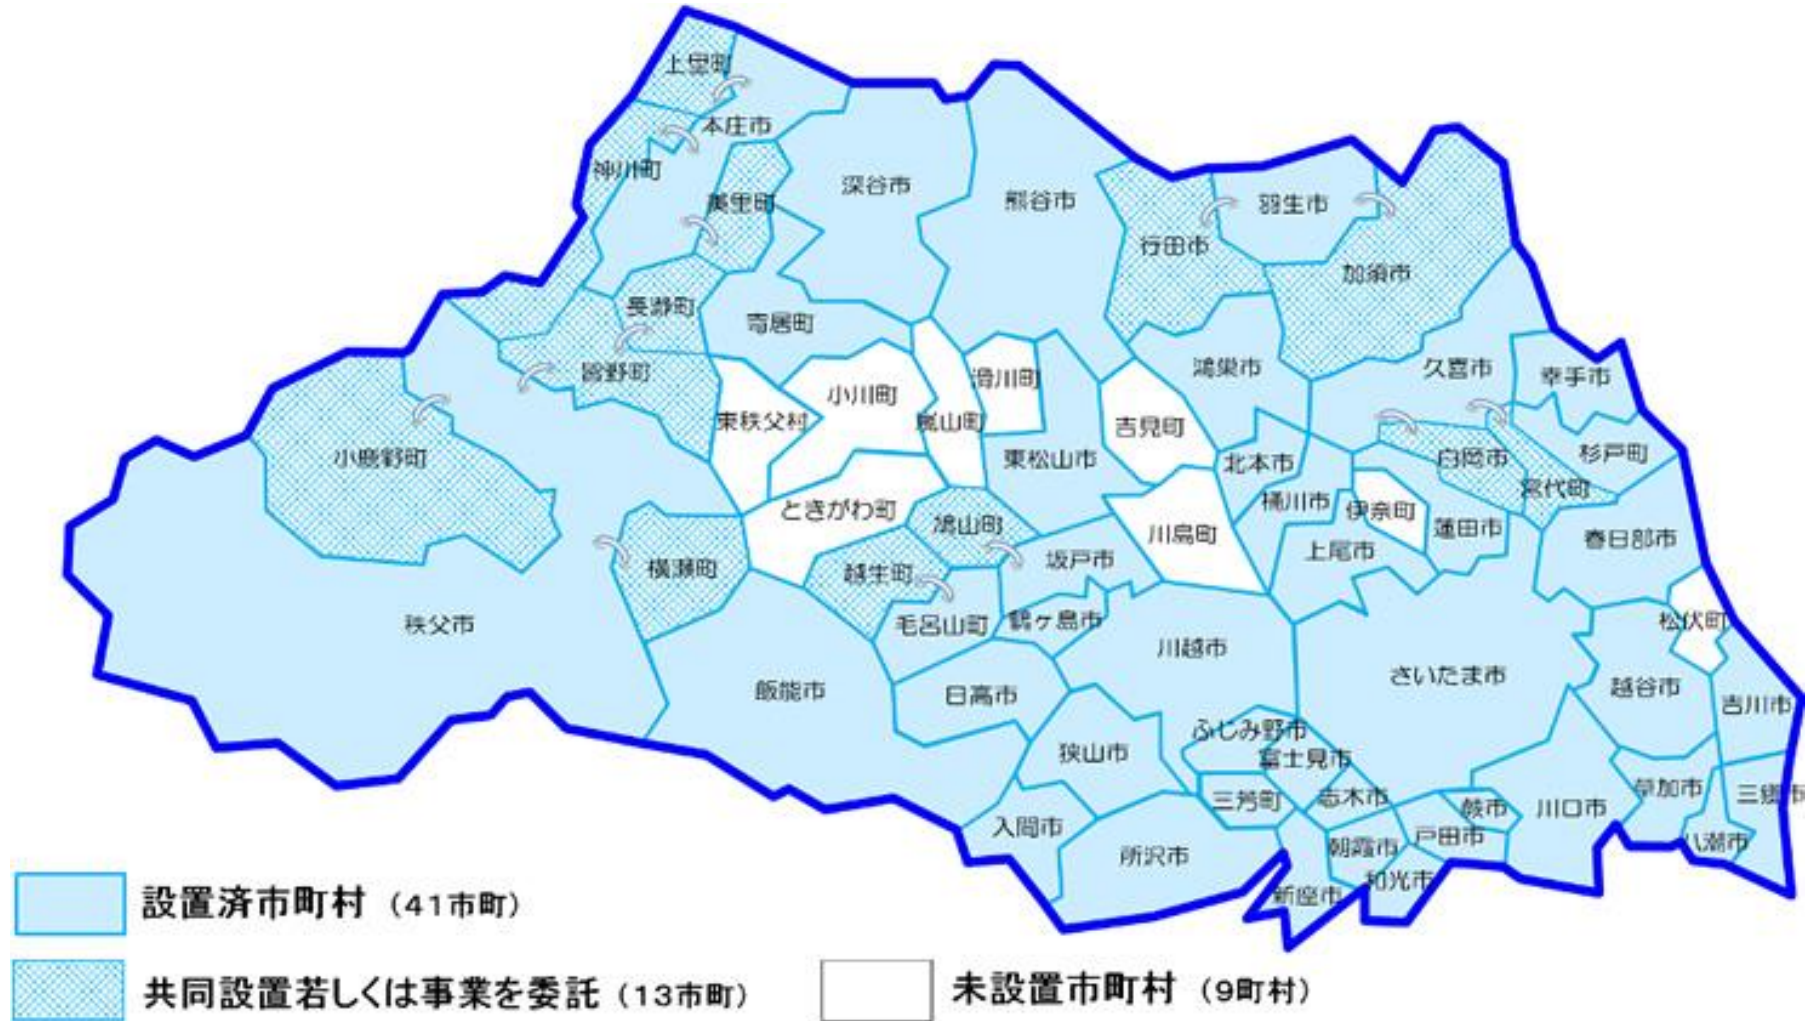 上里町
本庄市
神川町
美里町
深谷市
熊谷市
羽生市
行田市
加須市
長瀞町
寄居町
皆野町
小川町
滑川町
鴻巣市
久喜市
幸手市
東秩父村
嵐山町
吉見町
小鹿野町
東松山市
北本市
白岡市
杉戸町
宮代町
ときがわ町
鳩山町
桶川市
伊奈町
蓮田市
川島町
上尾市
春日部市
坂戸市
横瀬町
越生町
秩父市
毛呂山町
鶴ヶ島市
松伏町
川越市
さいたま市
飯能市
日高市
越谷市
吉川市
ふじみ野市
狭山市
富士見市
三芳町
志木市
蕨市
川口市
草加市
三郷市
入間市
戸田市
朝霞市
八潮市
所沢市
和光市
新座市
設置済市町村（41市町）
共同設置若しくは事業を委託（13市町）
未設置市町村（9町村）